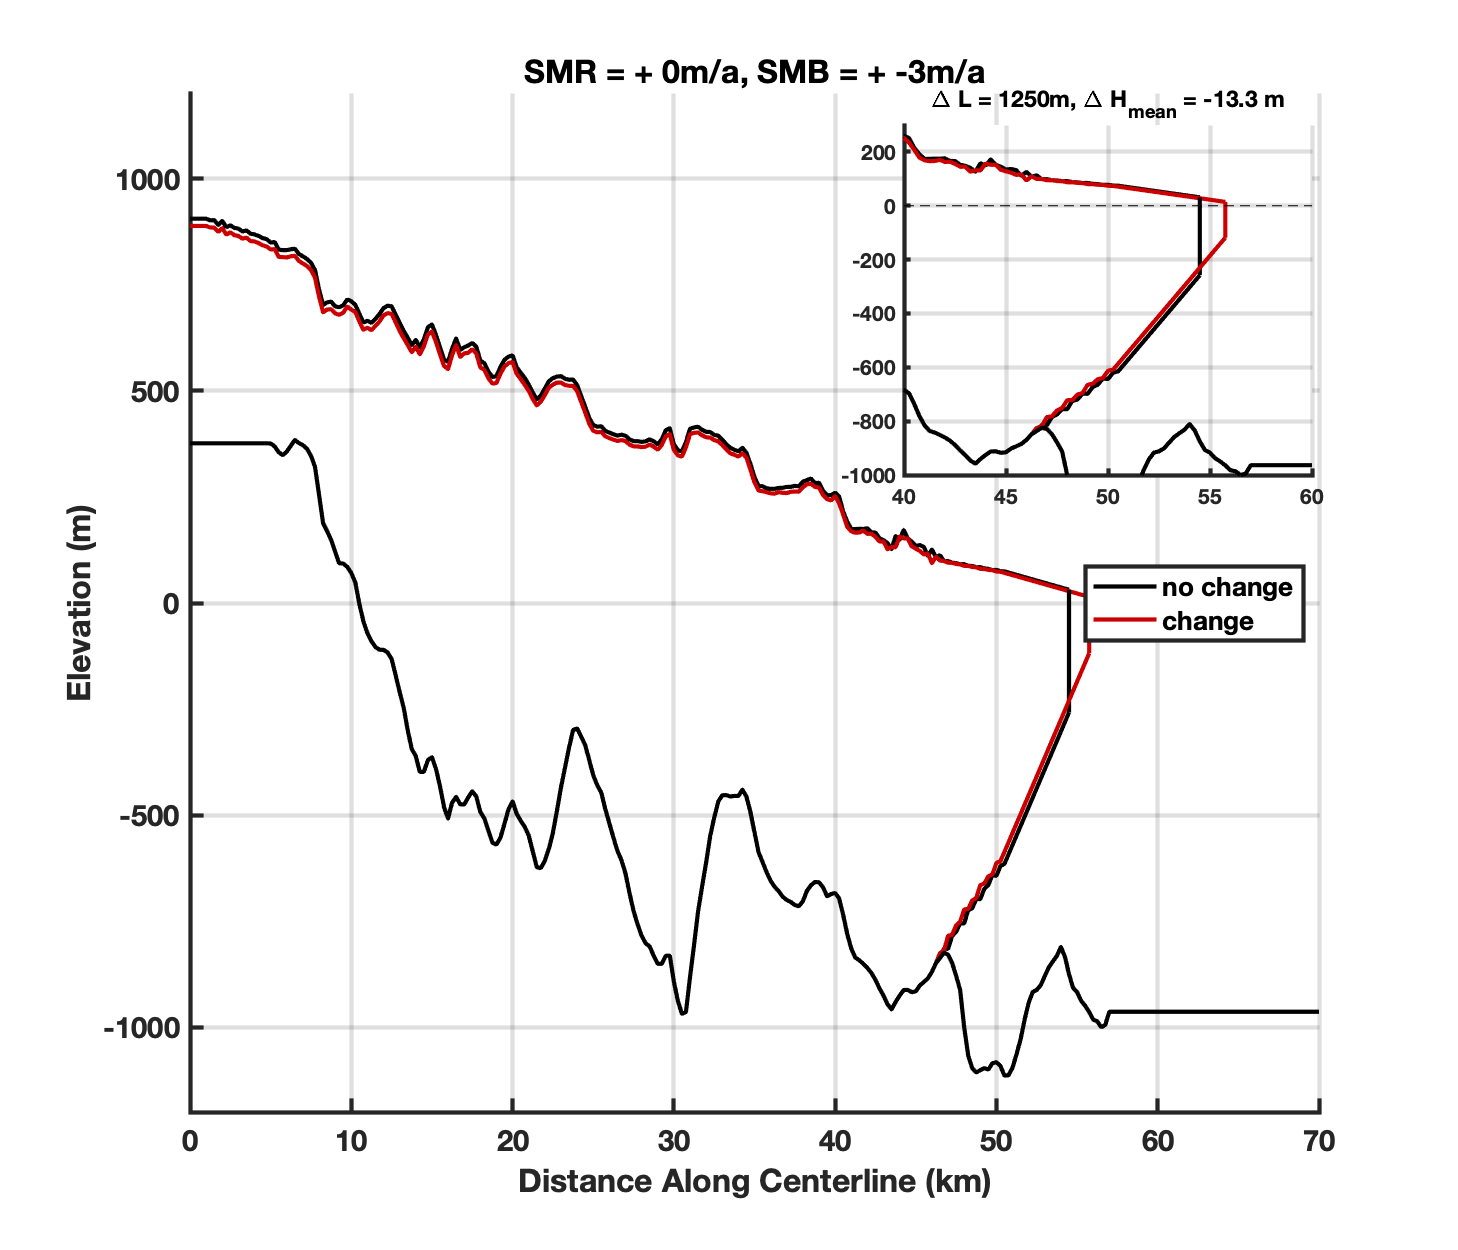 SMR = + 0m/a, SMB = + -3m/a
Δ L = 1250m, Δ Hmean = -13.3 m
200
0
-200
-400
-600
-800
-1000
40 45 50 55 60
1000
500
0
-500
-1000
Elevation (m)
no change
change
0 10 20 30 40 50 60 70
Distance Along Centerline (km)